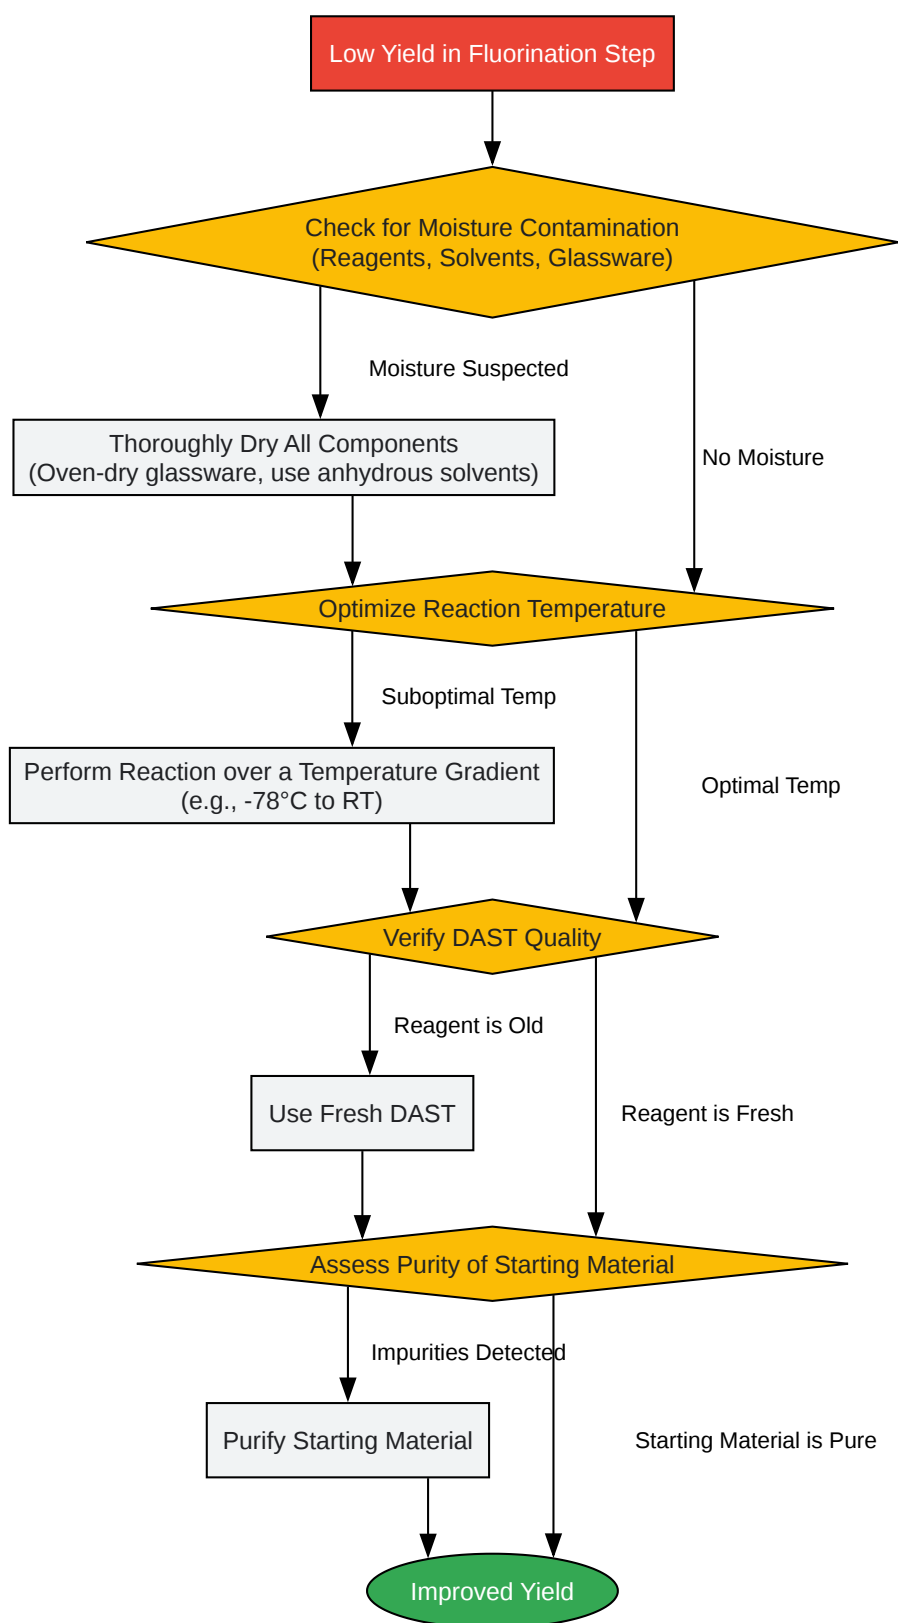 Low Yield in Fluorination Step
Check for Moisture Contamination
(Reagents, Solvents, Glassware)
Moisture Suspected
Thoroughly Dry All Components
(Oven-dry glassware, use anhydrous solvents)
No Moisture
Optimize Reaction Temperature
Suboptimal Temp
Perform Reaction over a Temperature Gradient
(e.g., -78°C to RT)
Optimal Temp
Verify DAST Quality
Reagent is Old
Use Fresh DAST
Reagent is Fresh
Assess Purity of Starting Material
Impurities Detected
Purify Starting Material
Starting Material is Pure
Improved Yield